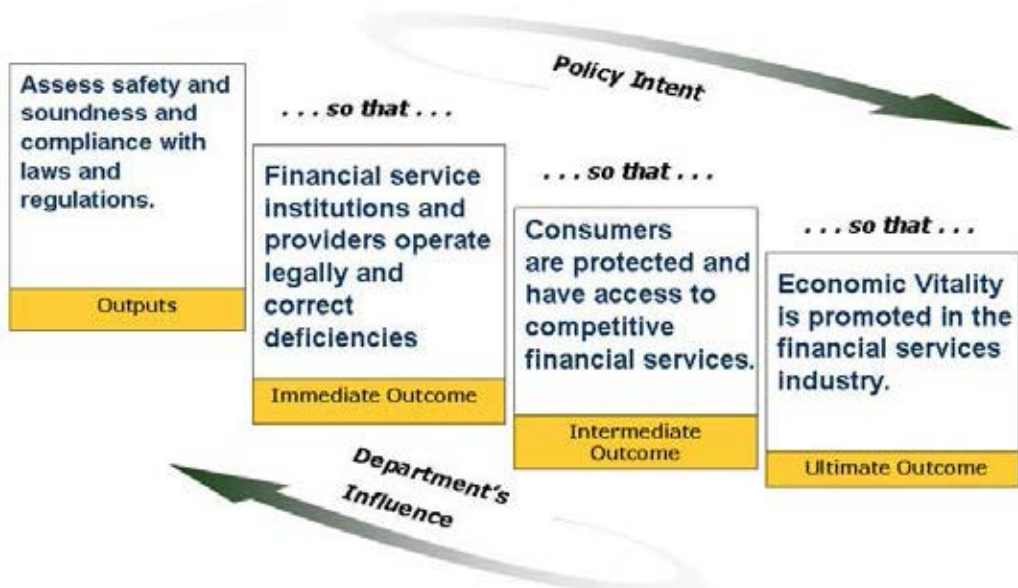 Policy Intent
Assess safety and
soundness and
compliance with
laws and
regulations.
Outputs
. . . so that . . .
Financial service
institutions and
providers operate
legally and
correct
deficiencies
Immediate Outcome
. . . so that . . .
Consumers
are protected and
have access to
competitive
financial services.
Intermediate
Outcome
. . . so that . . .
Economic Vitality
is promoted in the
financial services
industry.
Ultimate Outcome
Department's
Influence